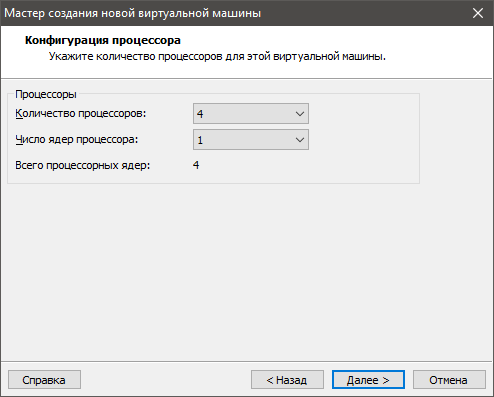 Мастер создания новой виртуальной машины
Конфигурация процессора
Укажите количество процессоров для этой виртуальной машины.
Процессоры
Количество процессоров: 4
Число ядер процессора: 1
Всего процессорных ядер: 4
Справка < Назад Далее > Отмена